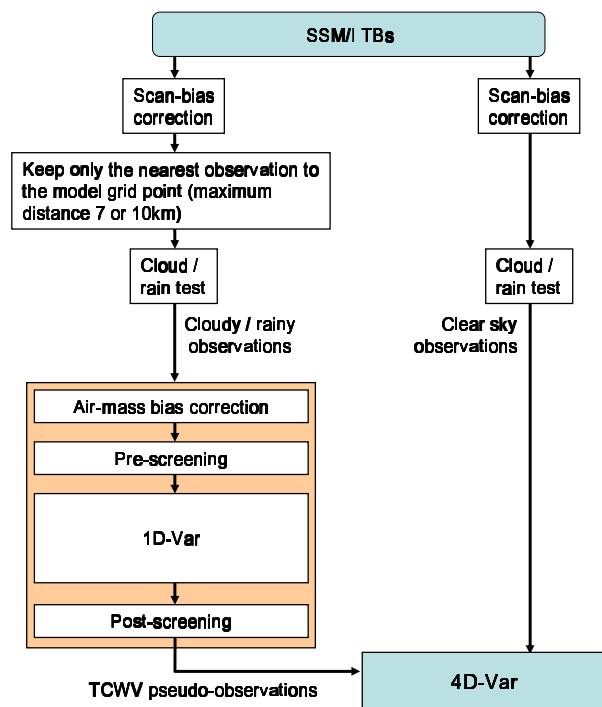 SSM/I TBs
Scan-bias
correction
Scan-bias
correction
Keep only the nearest observation to
the model grid point (maximum
distance 7 or 10km)
Cloud /
rain test
Cloud /
rain test
Cloudy / rainy
observations
Clear sky
observations
Air-mass bias correction
Pre-screening
1D-Var
Post-screening
TCWV pseudo-observations
4D-Var